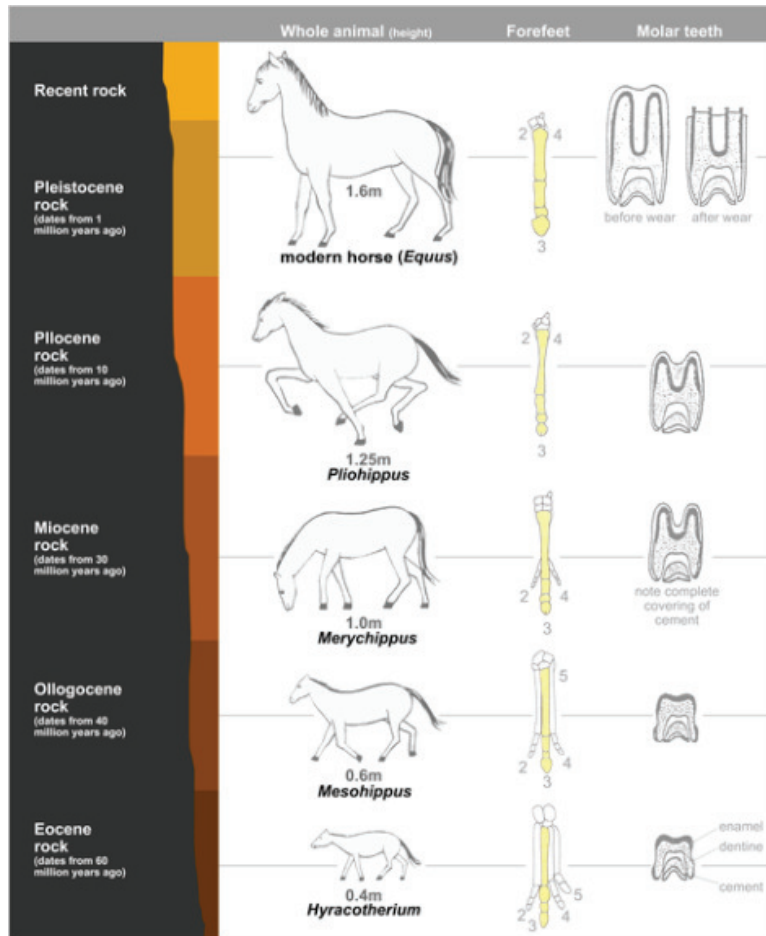 Whole animal (height) Forefeet Molar teeth
Recent rock
2 4
1.6m
before wear after wear
Pleistocene
rock
(dates from 1
million years ago)
3
modern horse (Equus)
Pliocene
rock
(dates from 10
million years ago)
2 4
3
1.25m
Pliohippus
Miocene
rock
(dates from 30
million years ago)
2 4
3
note complete
covering of
cement
1.0m
Merychippus
Ollogocene
rock
(dates from 40
million years ago)
5
2 4
3
0.6m
Mesohippus
Eocene
rock
(dates from 60
million years ago)
enamel
dentine
cement
5
2 4
3
0.4m
Hyracotherium